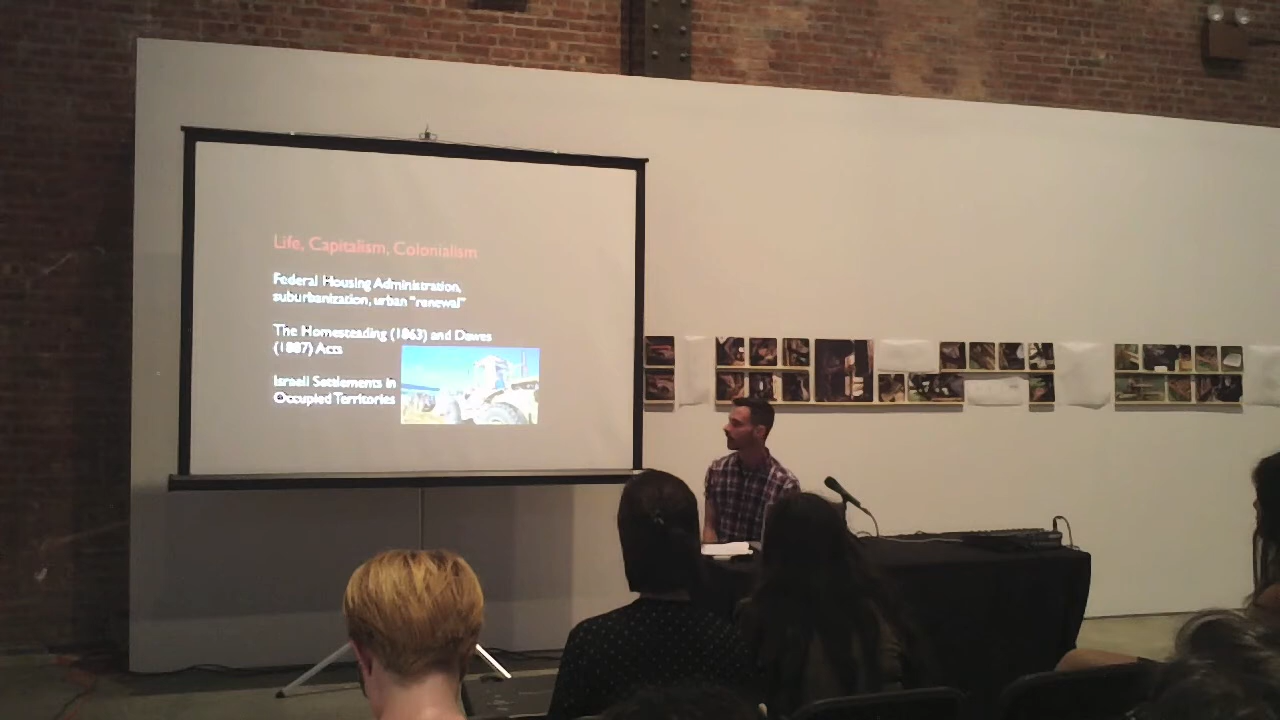 Life, Capitalism, Colonialism
Federal Housing Administration,
suburbanization, urban "renewal"
The Homesteading (1863) and Dawes
(1887) Acts
Israeli Settlements in
Occupied Territories